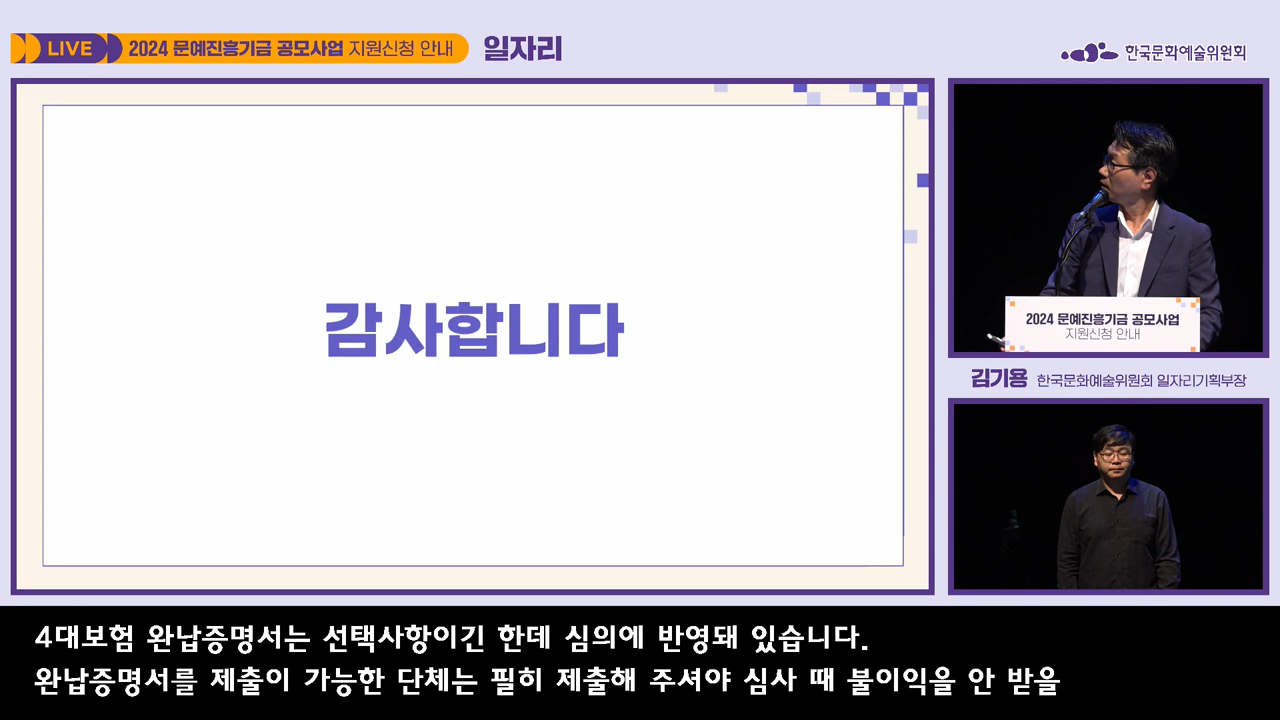 LIVE 2024 문예진흥기금 공모사업 지원신청 안내 일자리
한국문화예술위원회
감사합니다
2024 문예진흥기금 공모사업
지원신청 안내
김기용 한국문화예술위원회 일자리기획부장
4대보험 완납증명서는 선택사항이긴 한데 심의에 반영돼 있습니다.
완납증명서를 제출이 가능한 단체는 필히 제출해 주셔야 심사 때 불이익을 안 받을